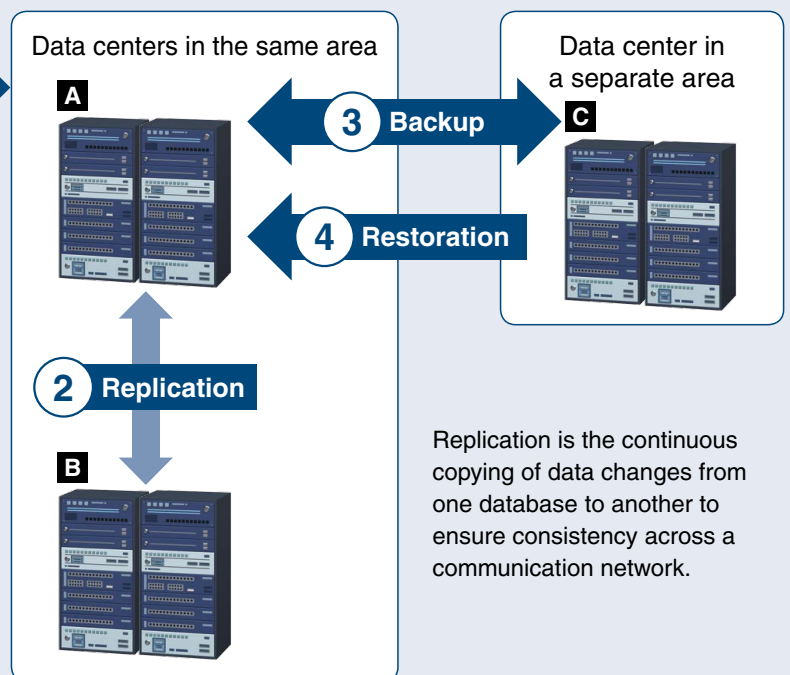 Data centers in the same area
A
3 Backup
4 Restoration
2 Replication
B
Data center in
a separate area
C
Replication is the continuous
copying of data changes from
one database to another to
ensure consistency across a
communication network.